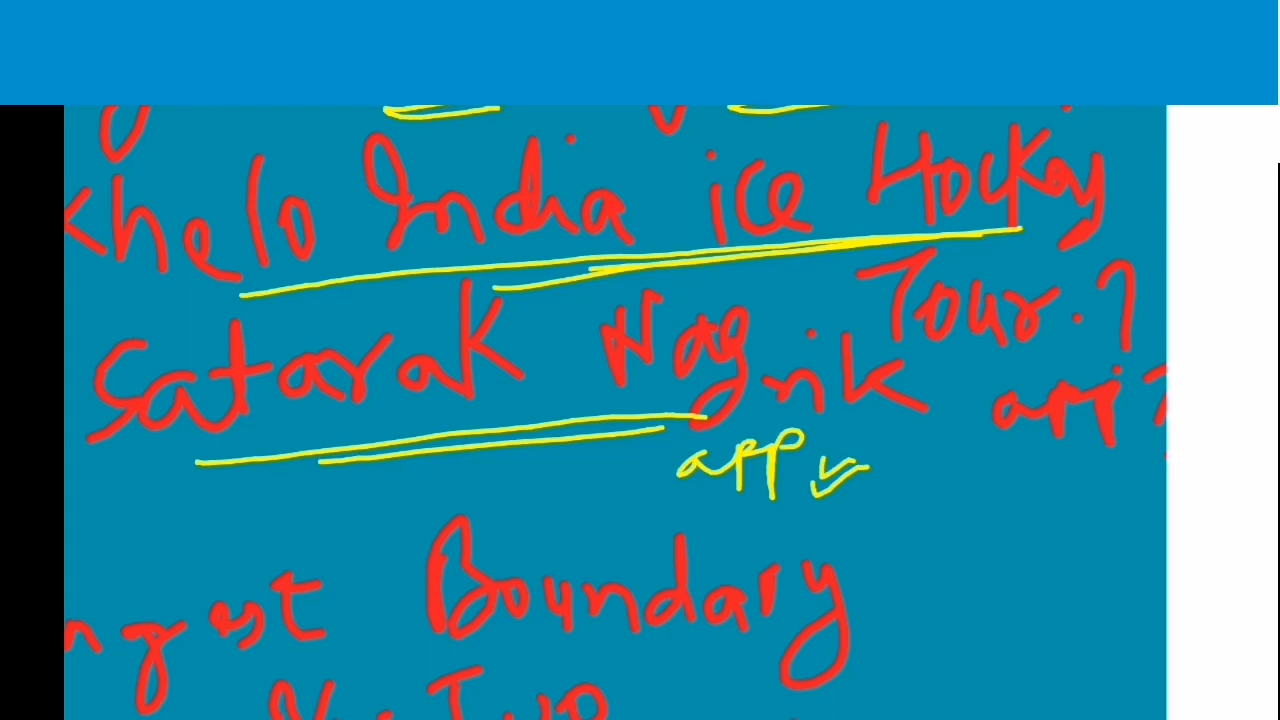 Khelo India ice Hockey
Tour.?
Satarak Nagrik app?
app
Boundary